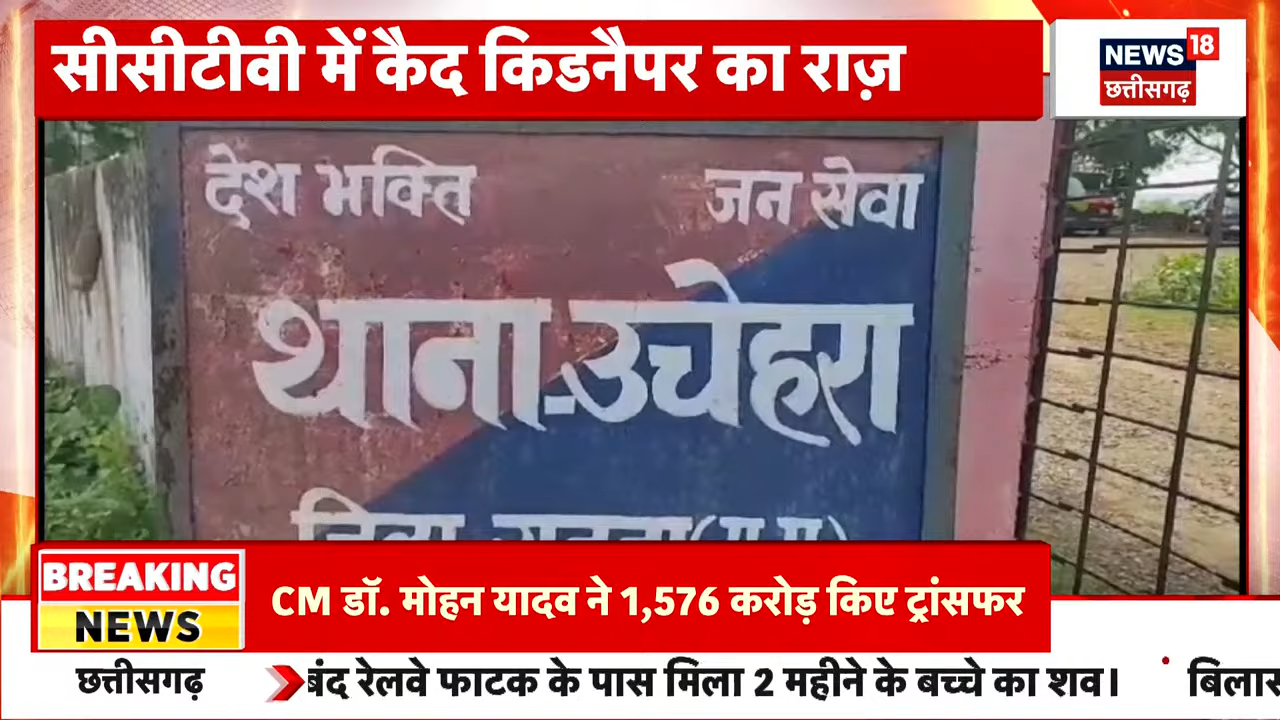 सीसीटीवी में कैद किडनैपर का राज़
NEWS 18
छत्तीसगढ़
देश भक्ति जन सेवा
थाना-उचेहरा
BREAKING
NEWS
CM डॉ. मोहन यादव ने 1,576 करोड़ किए ट्रांसफर
छत्तीसगढ़ बंद रेलवे फाटक के पास मिला 2 महीने के बच्चे का शव।